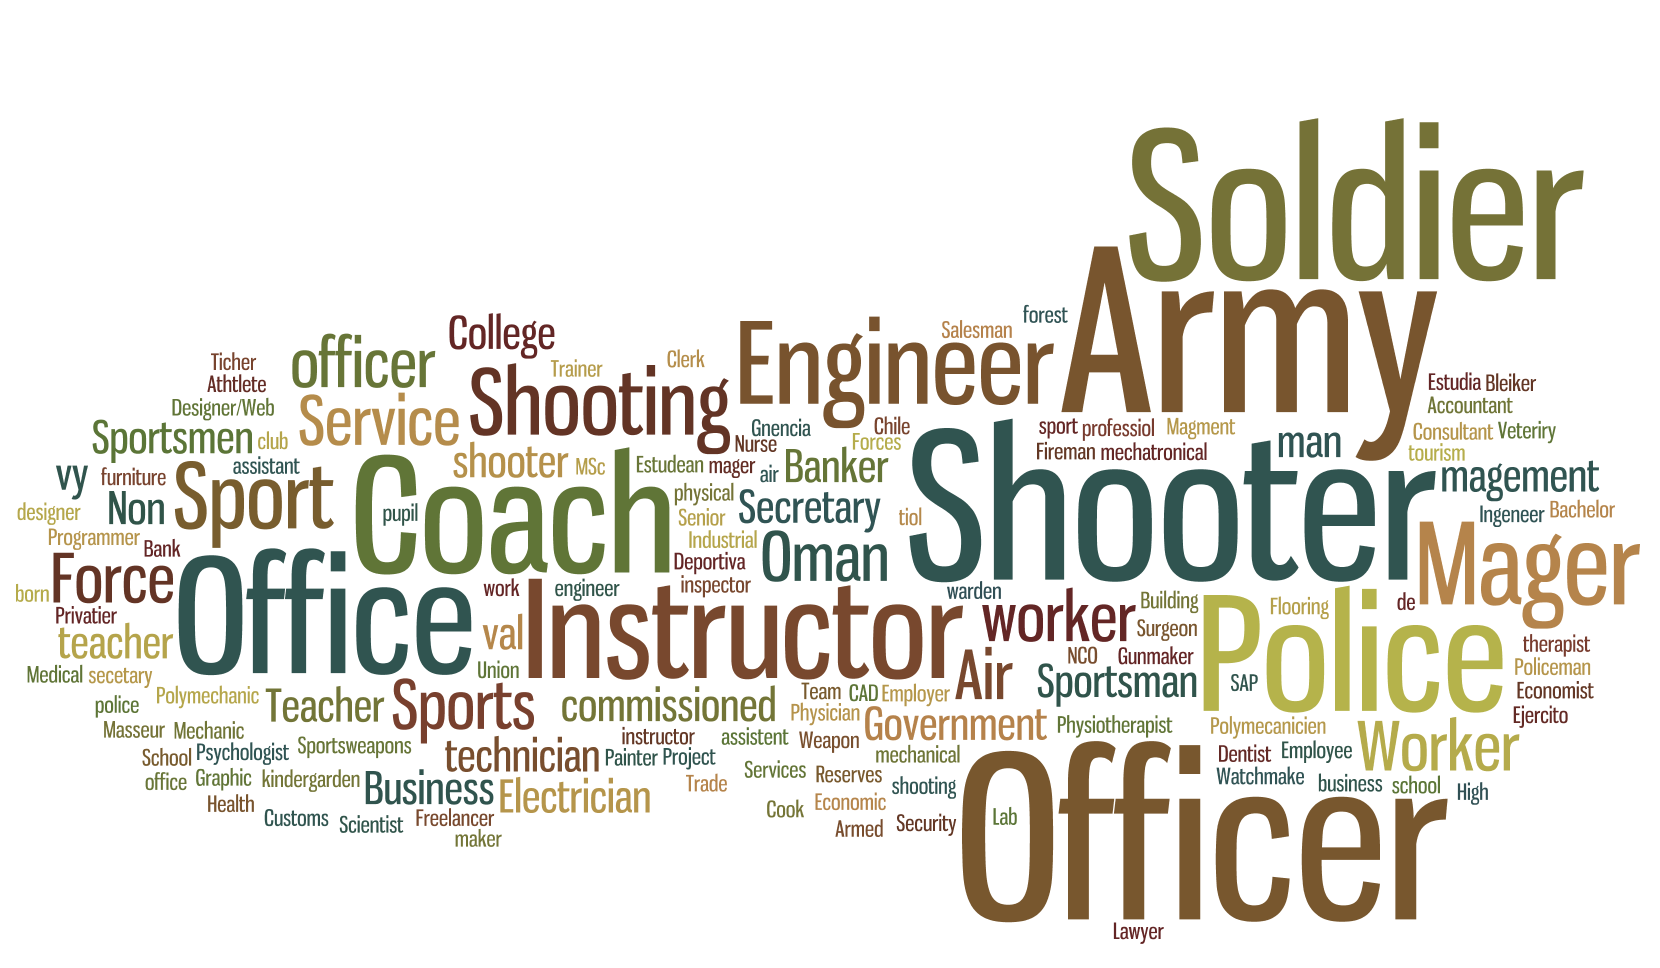 Soldier
Army
forest
Salesman
Engineer
College
officer
Trainer
Clerk
Ticher
Athtlete
Shooting
Estudia
Bleiker
Designer/Web
Service
Accountant
Sportsmen
club
Gnencia
Chile
sport
professiol
Magment
Consultant
Veteriry
Nurse
Forces
Shooter
man
Fireman
mechatronical
tourism
vy
furniture
assistant
shooter
MSc
Estudean
mager
air
Banker
magement
Non
Sport
Coach
pupil
physical
Secretary
tiol
Ingeneer
Bachelor
designer
Senior
Programmer
Bank
Industrial
Oman
Mager
Force
Office
Deportiva
born
work
engineer
inspector
warden
Instructor
worker
Building
Police
Flooring
de
Privatier
teacher
val
Surgeon
therapist
Medical
secetary
Union
Air
NCO
Gunmaker
Policeman
Sportsman
SAP
Economist
police
Polymechanic
Teacher
Sports
commissioned
Team
CAD
Employer
Physician
Government
Physiotherapist
Polymecanicien
Ejercito
Masseur
Mechanic
instructor
assistent
Weapon
Worker
School
Psychologist
Sportsweapons
technician
Painter
Project
mechanical
Dentist
Employee
office
Graphic
kindergarden
Business
Electrician
Trade
Services
Reserves
shooting
Officer
Watchmake
business
school
High
Health
Customs
Scientist
Freelancer
maker
Cook
Economic
Armed
Security
Lab
Lawyer